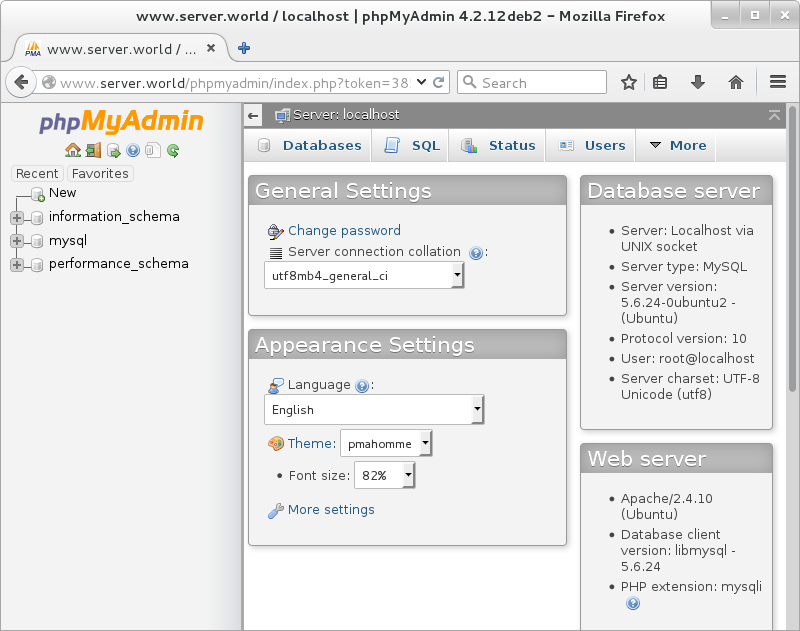 www.server.world / localhost | phpMyAdmin 4.2.12deb2 - Mozilla Firefox
PMA www.server.world / ...
www.server.world/phpmyadmin/index.php?token=38
Search
phpMyAdmin
Recent Favorites
New
information_schema
mysql
performance_schema
Server: localhost
Databases SQL Status Users More
General Settings
Change password
Server connection collation :
utf8mb4_general_ci
Appearance Settings
Language :
English
Theme: pmahomme
• Font size: 82%
More settings
Database server
• Server: Localhost via
UNIX socket
• Server type: MySQL
• Server version:
5.6.24-0ubuntu2 -
(Ubuntu)
• Protocol version: 10
• User: root@localhost
• Server charset: UTF-8
Unicode (utf8)
Web server
• Apache/2.4.10
(Ubuntu)
• Database client
version: libmysql -
5.6.24
• PHP extension: mysqli